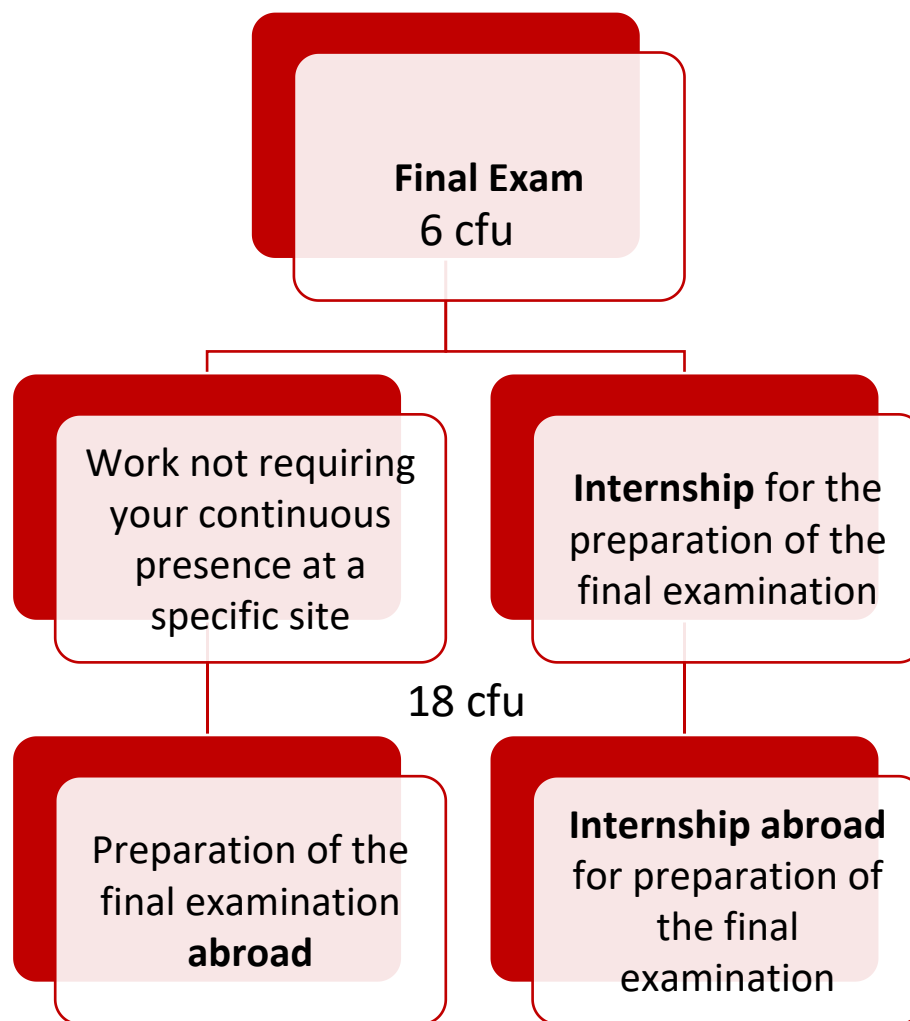 Final Exam
6 cfu
Work not requiring
your continuous
presence at a
specific site
Internship for the
preparation of the
final examination
18 cfu
Preparation of the
final examination
abroad
Internship abroad
for preparation of
the final
examination